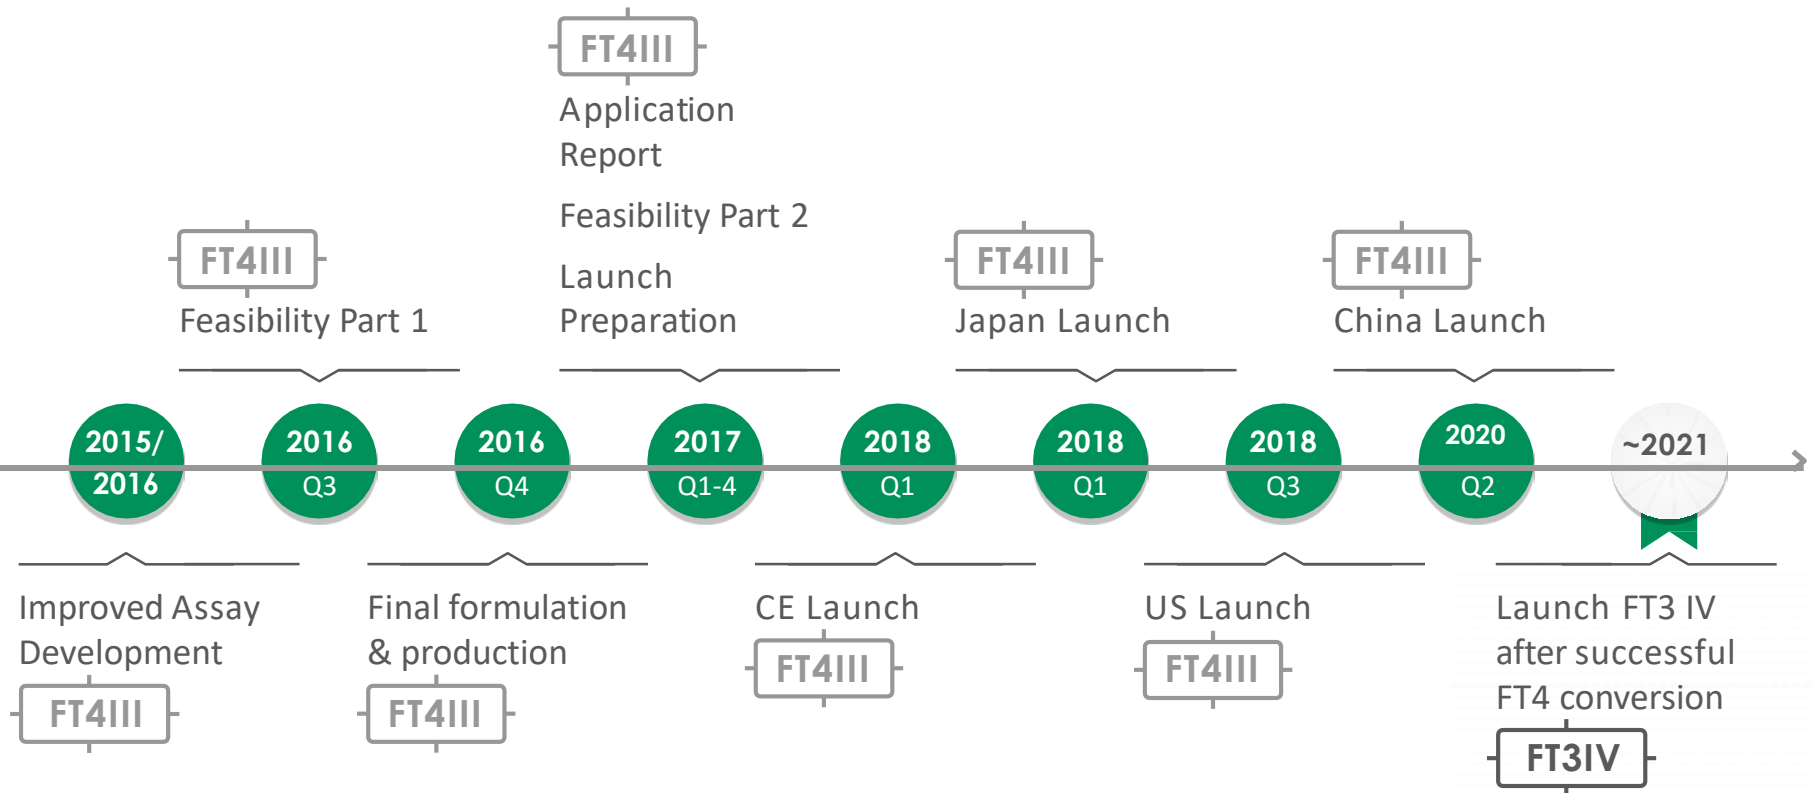 FT4III
Application
Report
Feasibility Part 2
Launch
Preparation
FT4III
Feasibility Part 1
FT4III
Japan Launch
FT4III
China Launch
2015/
2016
2016
Q3
2016
Q4
2017
Q1-4
2018
Q1
2018
Q1
2018
Q3
2020
Q2
~2021
Improved Assay
Development
FT4III
Final formulation
& production
FT4III
CE Launch
FT4III
US Launch
FT4III
Launch FT3 IV
after successful
FT4 conversion
FT3IV